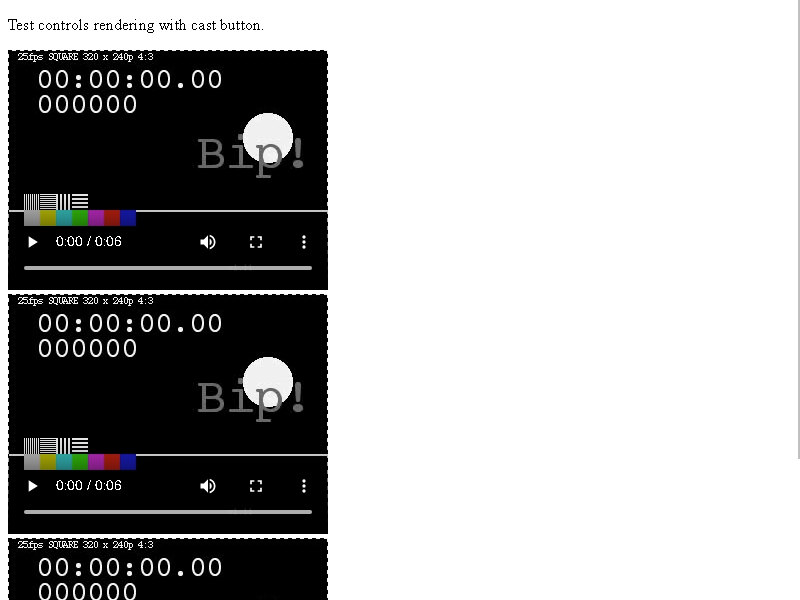 Test controls rendering with cast button.
25fps SQUARE 320 x 240p 4:3
00:00:00.00
000000
Bip!
0:00 / 0:06
25fps SQUARE 320 x 240p 4:3
00:00:00.00
000000
Bip!
0:00 / 0:06
25fps SQUARE 320 x 240p 4:3
00:00:00.00
000000